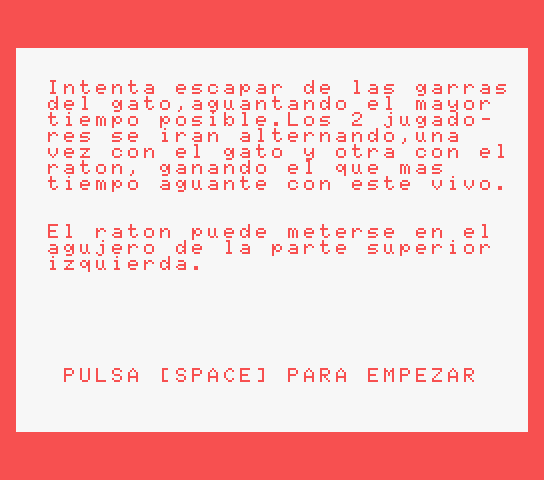 Intenta escapar de las garras
del gato,aguantando el mayor
tiempo posible.Los 2 jugado-
res se iran alternando,una
vez con el gato y otra con el
raton, ganando el que mas
tiempo aguante con este vivo.
El raton puede meterse en el
agujero de la parte superior
izquierda.
PULSA [SPACE] PARA EMPEZAR